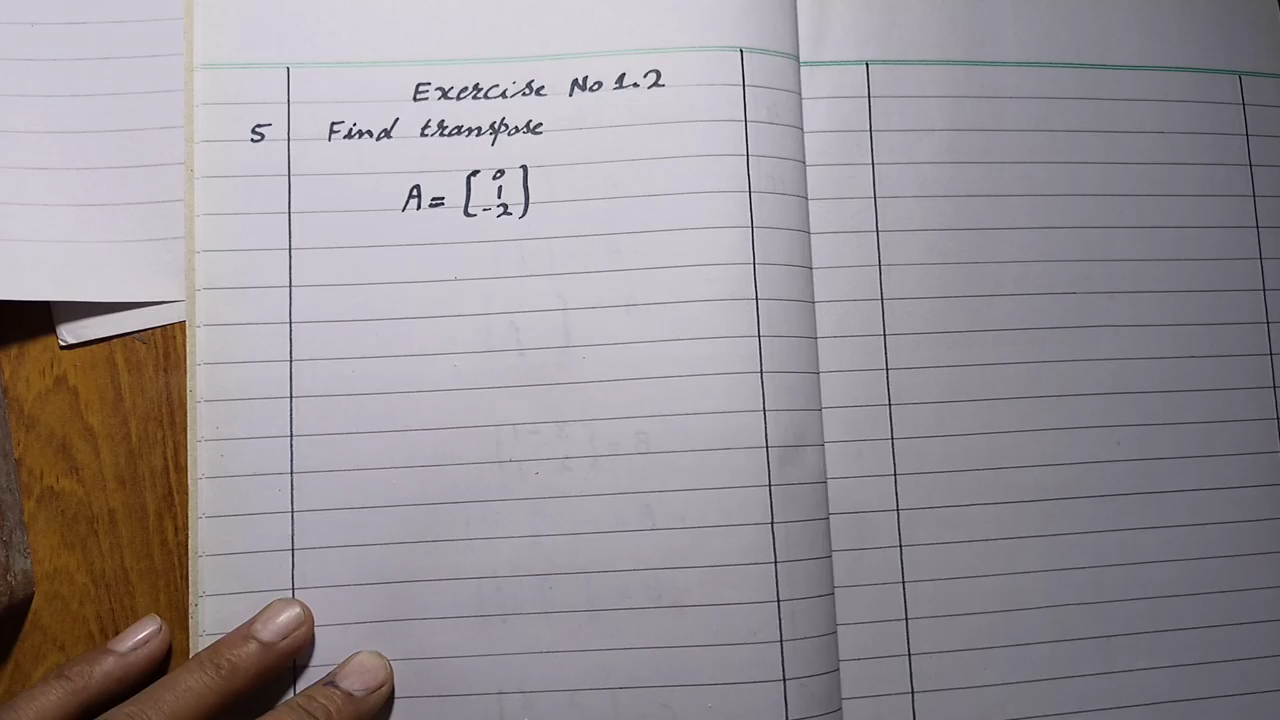 Exercise No 1.2
5 Find transpose
A = [0
1
-2]